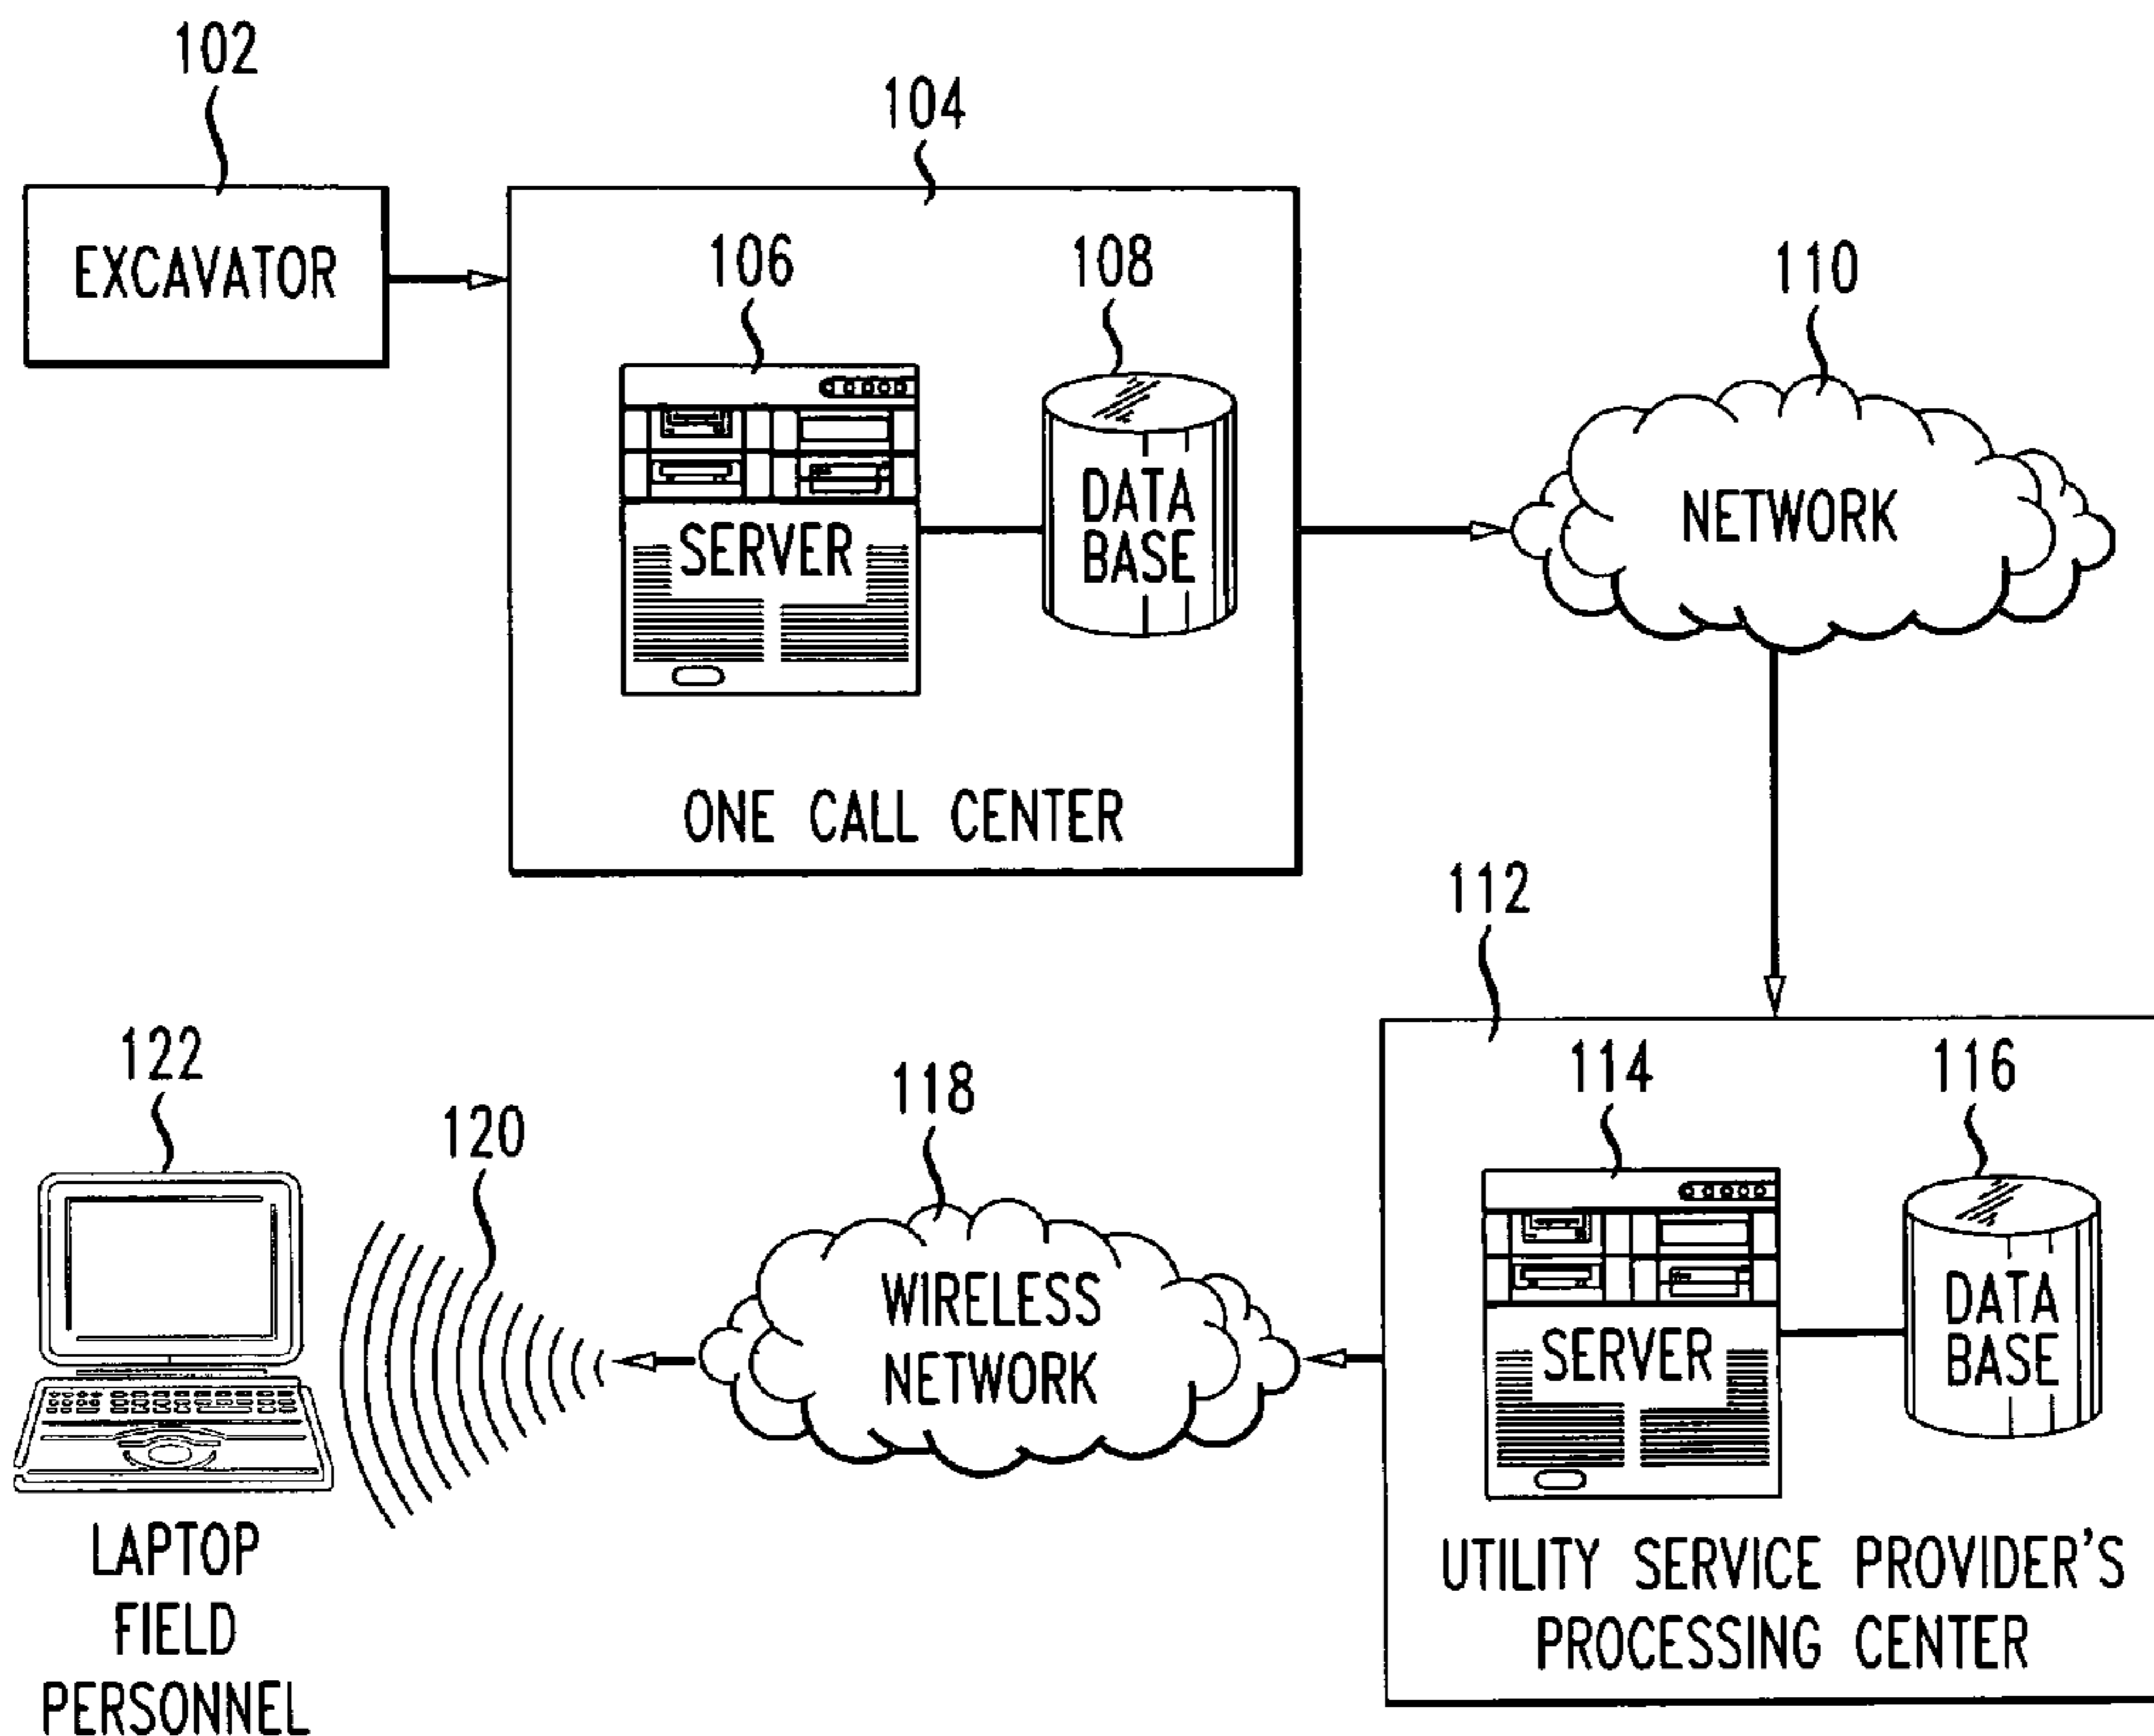 102
104
EXCAVATOR
106
108
110
SERVER
DATA
BASE
NETWORK
ONE CALL CENTER
112
122
120
118
114
116
WIRELESS
NETWORK
SERVER
DATA
BASE
LAPTOP
FIELD
PERSONNEL
UTILITY SERVICE PROVIDER'S
PROCESSING CENTER